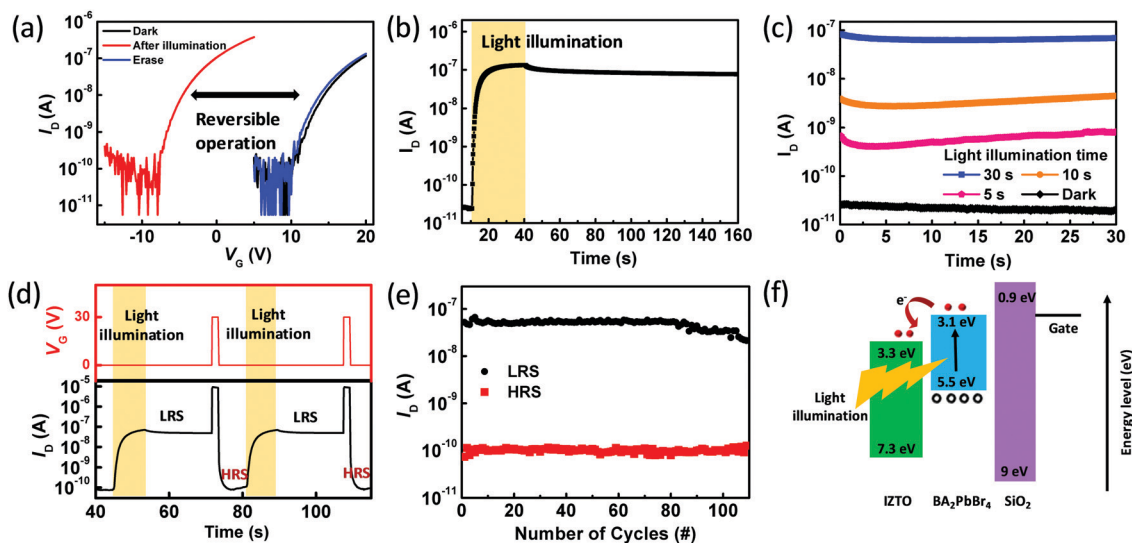 (a)
10⁻⁶
10⁻⁷
10⁻⁸
10⁻⁹
10⁻¹⁰
10⁻¹¹
I_D (A)
Dark
After illumination
Erase
Reversible
operation
-10 0 10 20
V_G (V)
(b)
10⁻⁵
10⁻⁶
10⁻⁷
10⁻⁸
10⁻⁹
10⁻¹⁰
10⁻¹¹
I_D (A)
Light illumination
20 40 60 80 100 120 140 160
Time (s)
(c)
10⁻⁷
10⁻⁸
10⁻⁹
10⁻¹⁰
10⁻¹¹
I_D (A)
Light illumination time
30 s 10 s
5 s Dark
0 5 10 15 20 25 30
Time (s)
(d)
V_G (V)
30
0
Light
illumination
Light
illumination
10⁻⁵
10⁻⁵
10⁻⁶
10⁻⁷
10⁻⁸
10⁻⁹
10⁻¹⁰
I_D (A)
LRS
LRS
HRS
HRS
40 60 80 100
Time (s)
(e)
10⁻⁶
10⁻⁷
10⁻⁸
10⁻⁹
10⁻¹⁰
10⁻¹¹
I_D (A)
LRS
HRS
0 20 40 60 80 100
Number of Cycles (#)
(f)
e⁻
0.9 eV
3.1 eV
Gate
3.3 eV
5.5 eV
Light
illumination
7.3 eV
9 eV
IZTO BA₂PbBr₄ SiO₂
Energy level (eV)